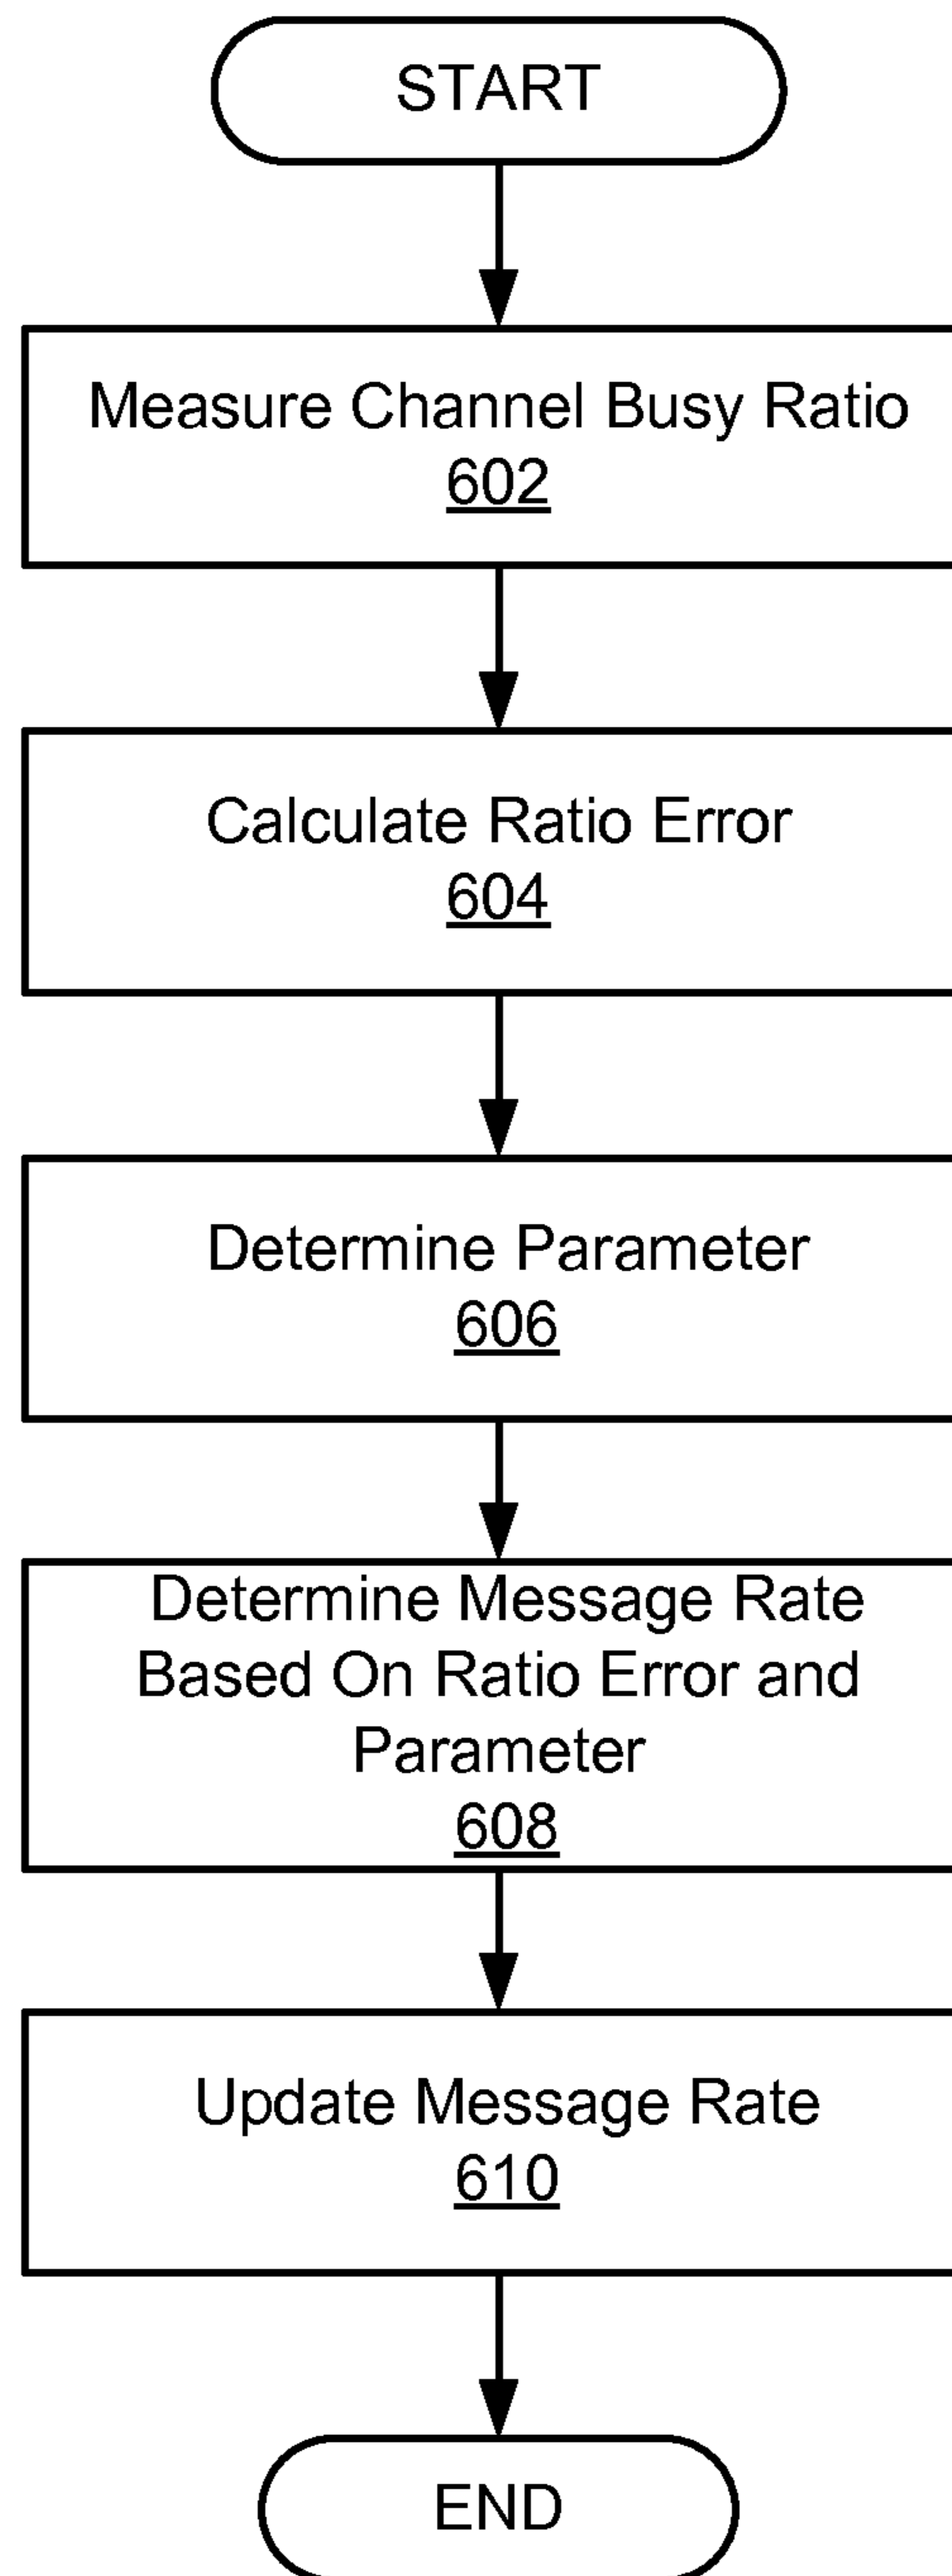 START
Measure Channel Busy Ratio
602
Calculate Ratio Error
604
Determine Parameter
606
Determine Message Rate
Based On Ratio Error and
Parameter
608
Update Message Rate
610
END